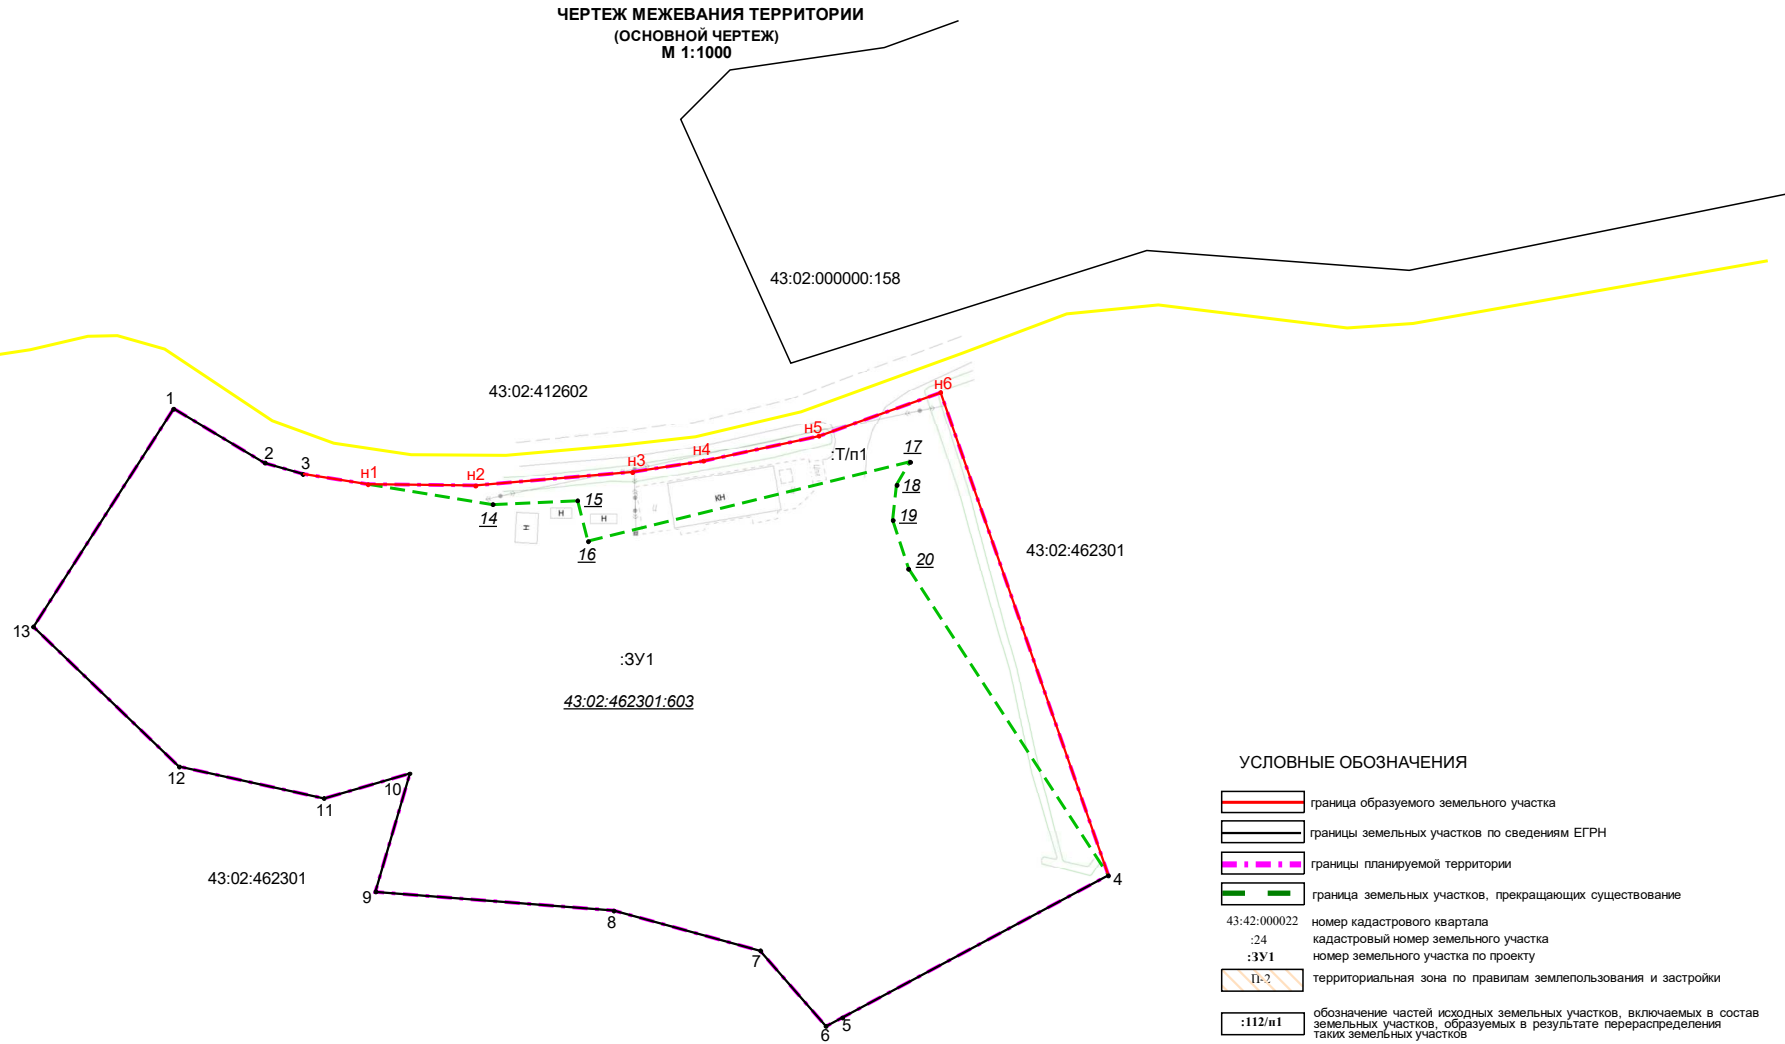 ЧЕРТЕЖ МЕЖЕВАНИЯ ТЕРРИТОРИИ
(ОСНОВНОЙ ЧЕРТЕЖ)
М 1:1000
43:02:000000:158
43:02:412602
1
2
3
н1
н2
н3
н4
н5
н6
:Т/п1
17
18
19
20
14
15
16
КН
Н
Н
Н
43:02:462301
13
:ЗУ1
43:02:462301:603
12
11
10
43:02:462301
9
8
7
6
5
4
УСЛОВНЫЕ ОБОЗНАЧЕНИЯ
граница образуемого земельного участка
границы земельных участков по сведениям ЕГРН
границы планируемой территории
граница земельных участков, прекращающих существование
43:42:000022 номер кадастрового квартала
:24 кадастровый номер земельного участка
:ЗУ1 номер земельного участка по проекту
П-2 территориальная зона по правилам землепользования и застройки
:112/п1 обозначение частей исходных земельных участков, включаемых в состав
земельных участков, образуемых в результате перераспределения
таких земельных участков